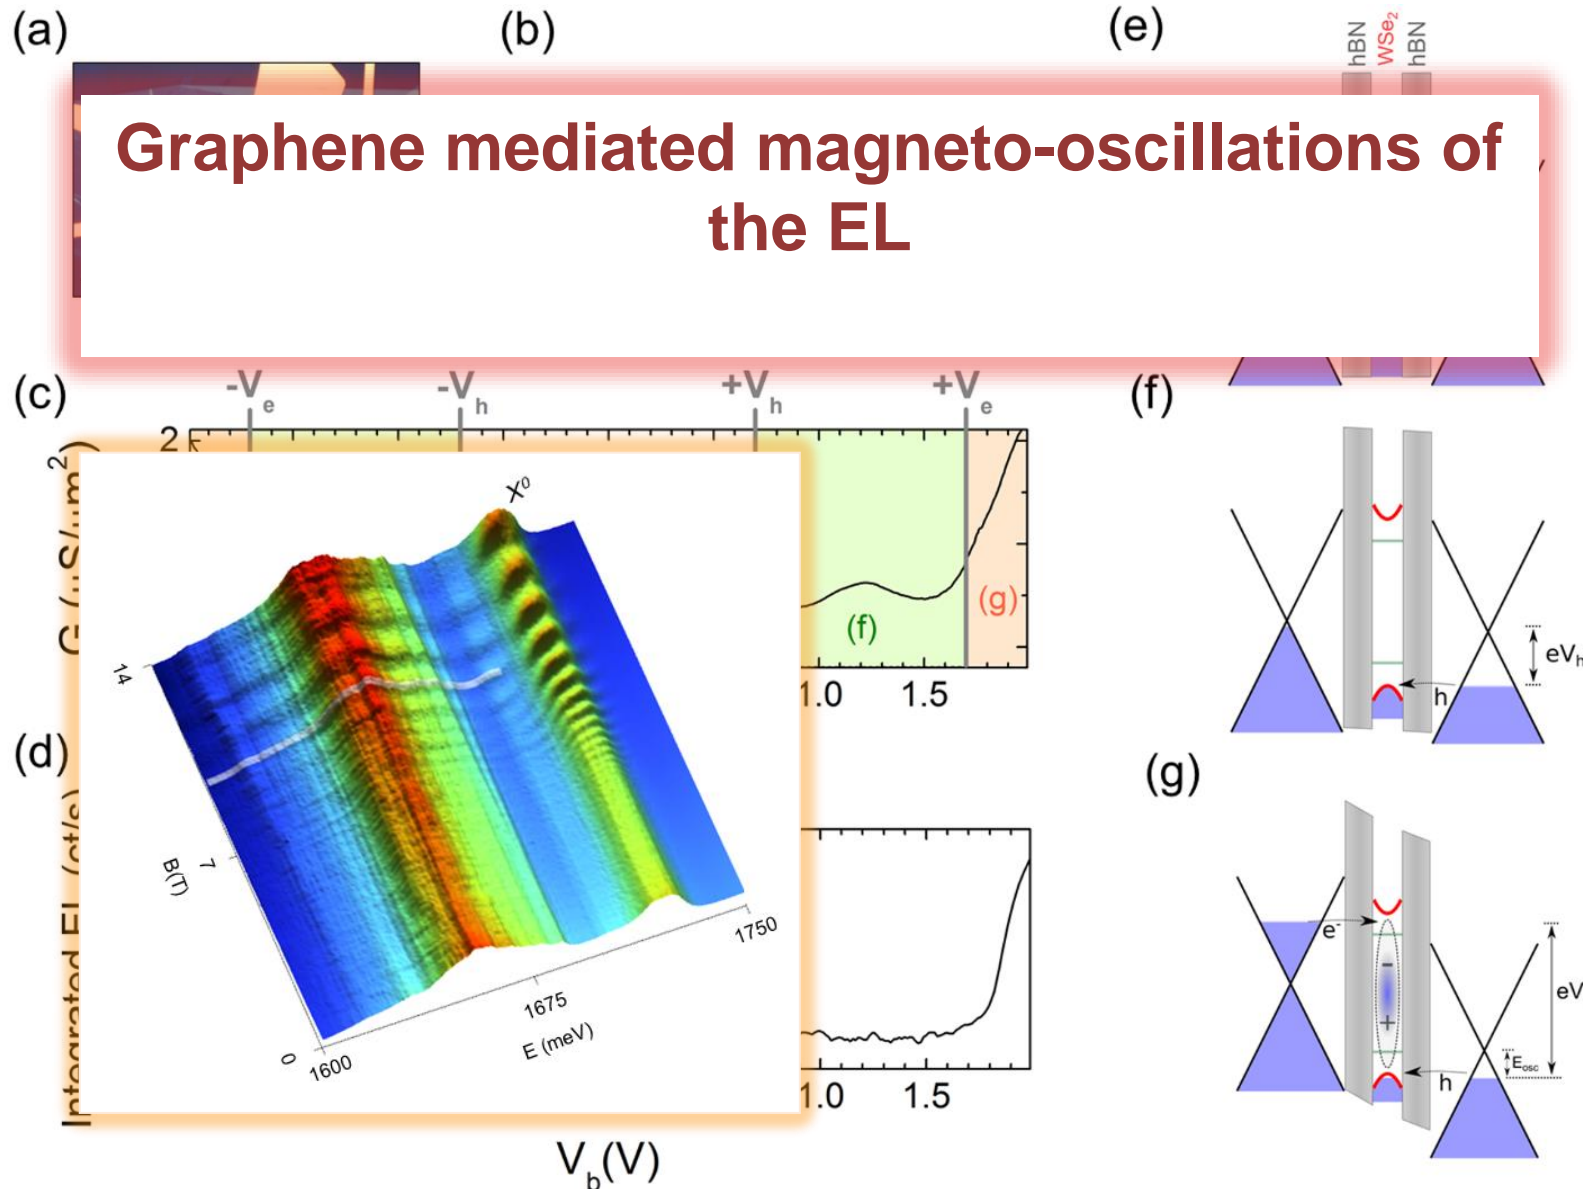 (a)
(b)
(e)
hBN
WSe2
hBN
Graphene mediated magneto-oscillations of
the EL
(c)
-Ve
-Vh
+Vh
+Ve
(f)
2
X0
(f)
(g)
1.0
1.5
14
7
0
B(T)
1600
1675
1750
E (meV)
eVh
h
(d)
(g)
e-
-
+
h
eV
Eosc
1.0
1.5
Vb(V)